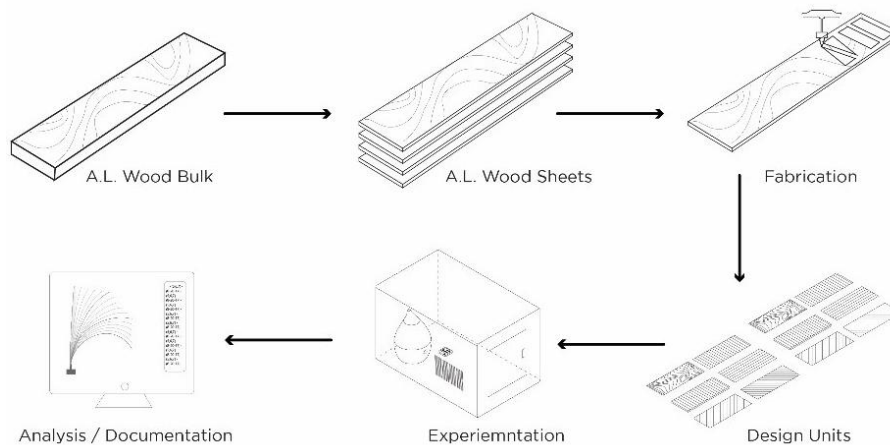 A.L. Wood Bulk
A.L. Wood Sheets
Fabrication
Analysis / Documentation
Experiemntation
Design Units